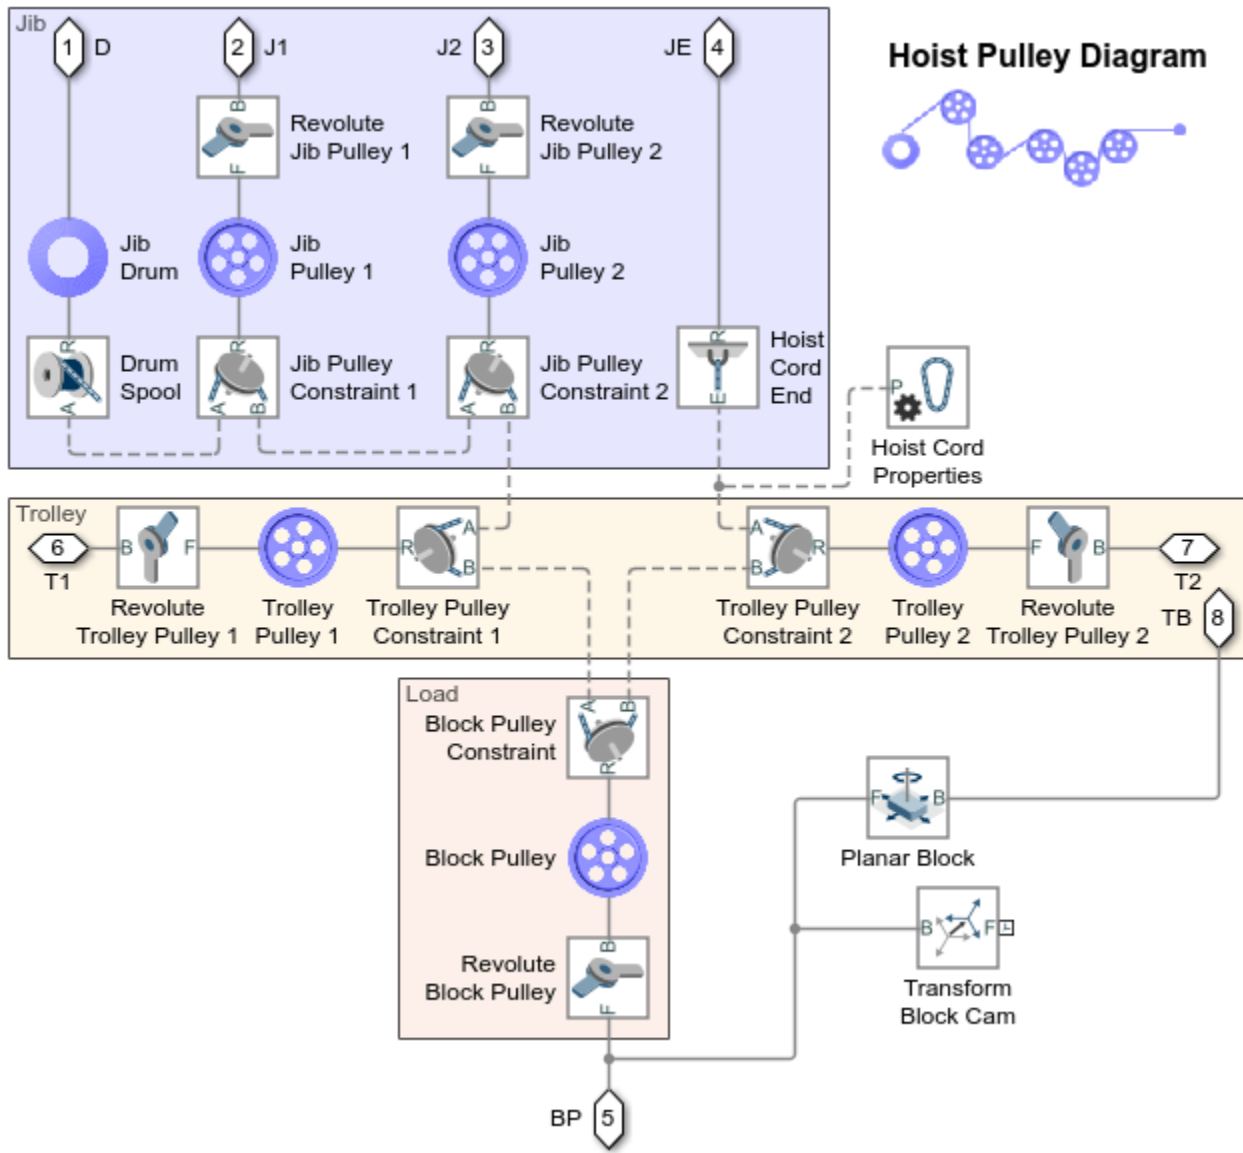 Jib
1
D
2
J1
J2
3
JE
4
Hoist Pulley Diagram
B
Revolute
Jib Pulley 1
F
B
Revolute
Jib Pulley 2
F
Jib
Drum
Jib
Pulley 1
Jib
Pulley 2
R
Drum
Spool
A
R
Jib Pulley
Constraint 1
A
B
R
Jib Pulley
Constraint 2
A
B
R
Hoist
Cord
End
E
P
Hoist Cord
Properties
Trolley
6
T1
B
F
Revolute
Trolley Pulley 1
Trolley
Pulley 1
R
A
B
Trolley Pulley
Constraint 1
A
B
R
Trolley Pulley
Constraint 2
Trolley
Pulley 2
F
B
Revolute
Trolley Pulley 2
7
T2
TB
8
Load
A
B
Block Pulley
Constraint
R
Block Pulley
B
Revolute
Block Pulley
F
F
B
Planar Block
B
F
Transform
Block Cam
BP
5